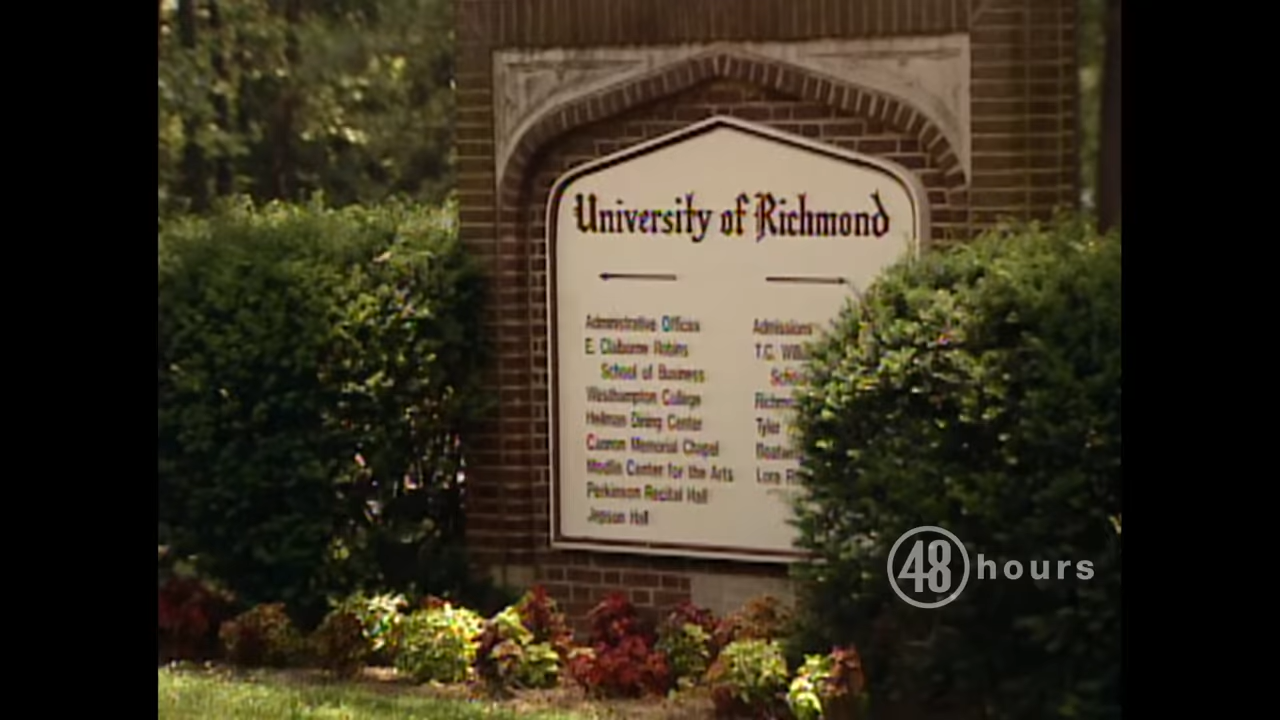 University of Richmond
Administrative Offices
E. Claiborne Robins
School of Business
Westhampton College
Heilman Dining Center
Cannon Memorial Chapel
Modlin Center for the Arts
Perkinson Recital Hall
Jepson Hall
Admissions
T.C.
Tyler
48 hours